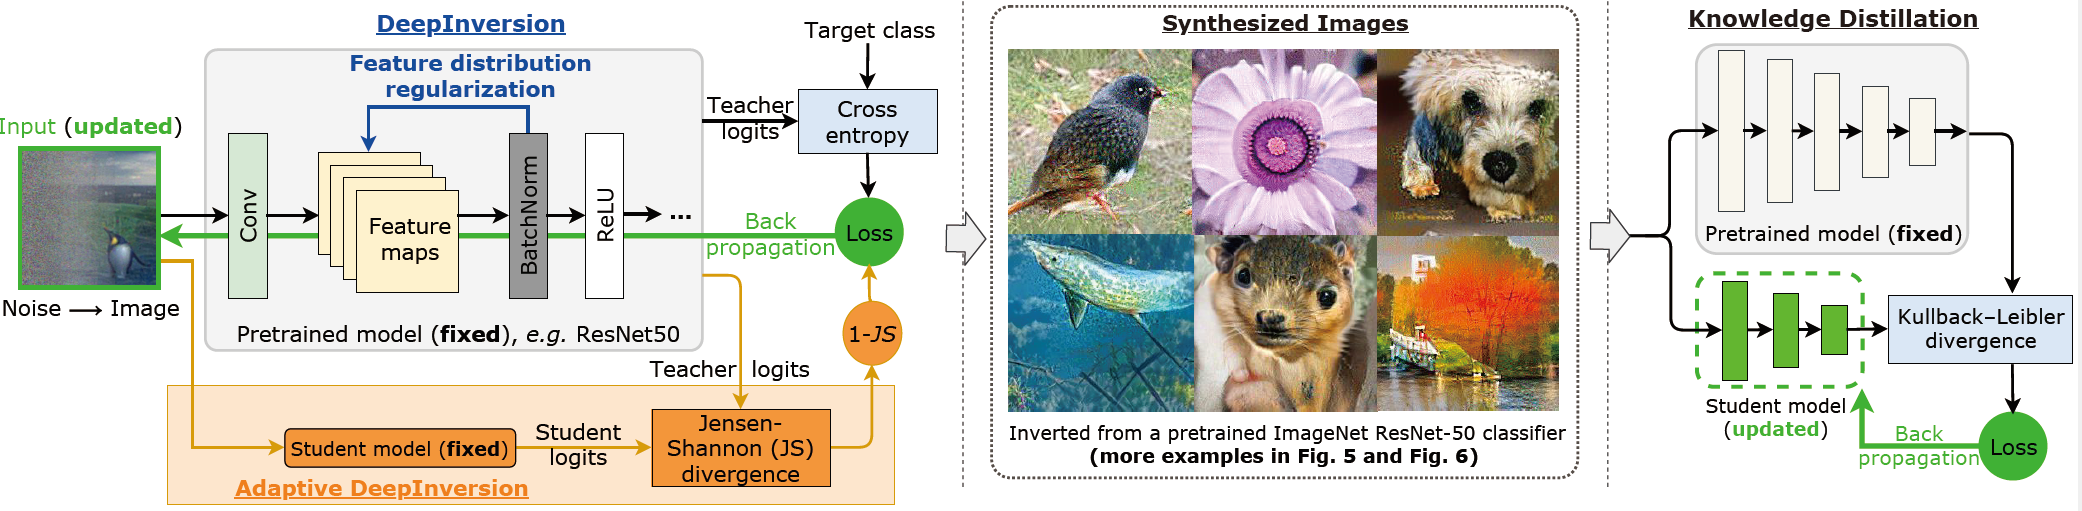 DeepInversion
Feature distribution
regularization
Target class
Teacher
logits
Cross
entropy
Input (updated)
Conv
Feature
maps
BatchNorm
ReLU
...
Back
propagation
Loss
Noise → Image
Pretrained model (fixed), e.g. ResNet50
1-JS
Teacher logits
Student model (fixed)
Student
logits
Jensen-
Shannon (JS)
divergence
Adaptive DeepInversion
Synthesized Images
Inverted from a pretrained ImageNet ResNet-50 classifier
(more examples in Fig. 5 and Fig. 6)
Knowledge Distillation
Pretrained model (fixed)
Kullback–Leibler
divergence
Student model
(updated)
Back
propagation
Loss